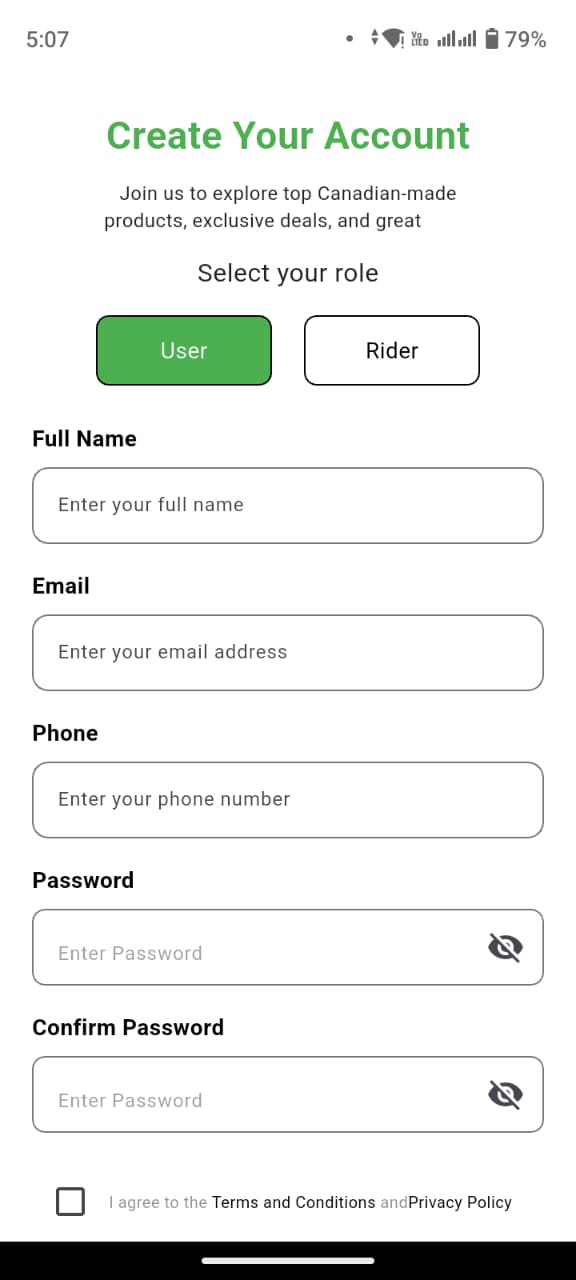 5:07
Vo LTED 79%
Create Your Account
Join us to explore top Canadian-made
products, exclusive deals, and great
Select your role
User Rider
Full Name
Enter your full name
Email
Enter your email address
Phone
Enter your phone number
Password
Enter Password
Confirm Password
Enter Password
I agree to the Terms and Conditions andPrivacy Policy